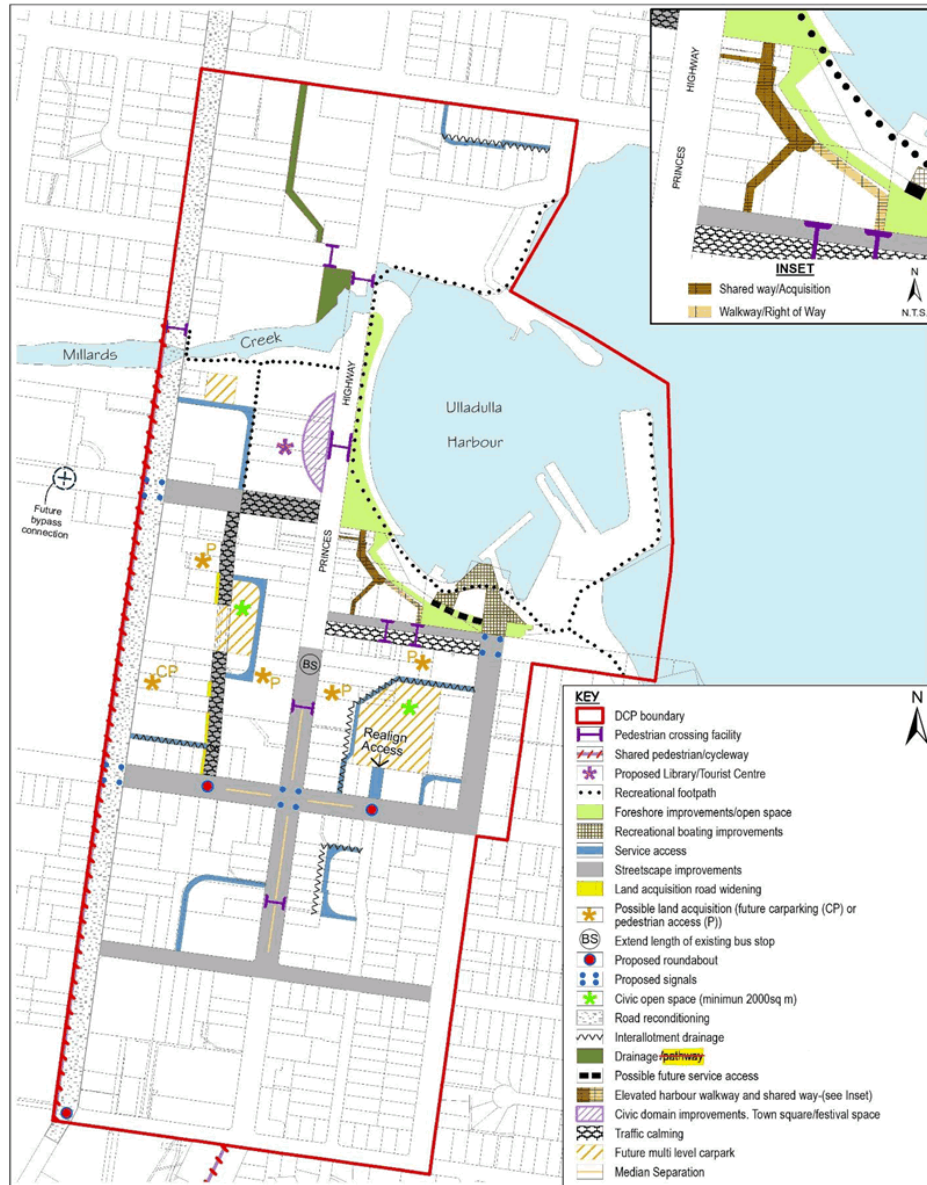 HIGHWAY
PRINCES
INSET
Shared way/Acquisition
Walkway/Right of Way
N
N.T.S.
Millards
Creek
HIGHWAY
Ulladulla
Harbour
Future
bypass
connection
PRINCES
P
P
CP
P
P
BS
Realign
Access
KEY
N
DCP boundary
Pedestrian crossing facility
Shared pedestrian/cycleway
Proposed Library/Tourist Centre
Recreational footpath
Foreshore improvements/open space
Recreational boating improvements
Service access
Streetscape improvements
Land acquisition road widening
Possible land acquisition (future carparking (CP) or
pedestrian access (P))
BS
Extend length of existing bus stop
Proposed roundabout
Proposed signals
Civic open space (minimun 2000sq m)
Road reconditioning
Interallotment drainage
Drainage/pathway
Possible future service access
Elevated harbour walkway and shared way-(see Inset)
Civic domain improvements. Town square/festival space
Traffic calming
Future multi level carpark
Median Separation